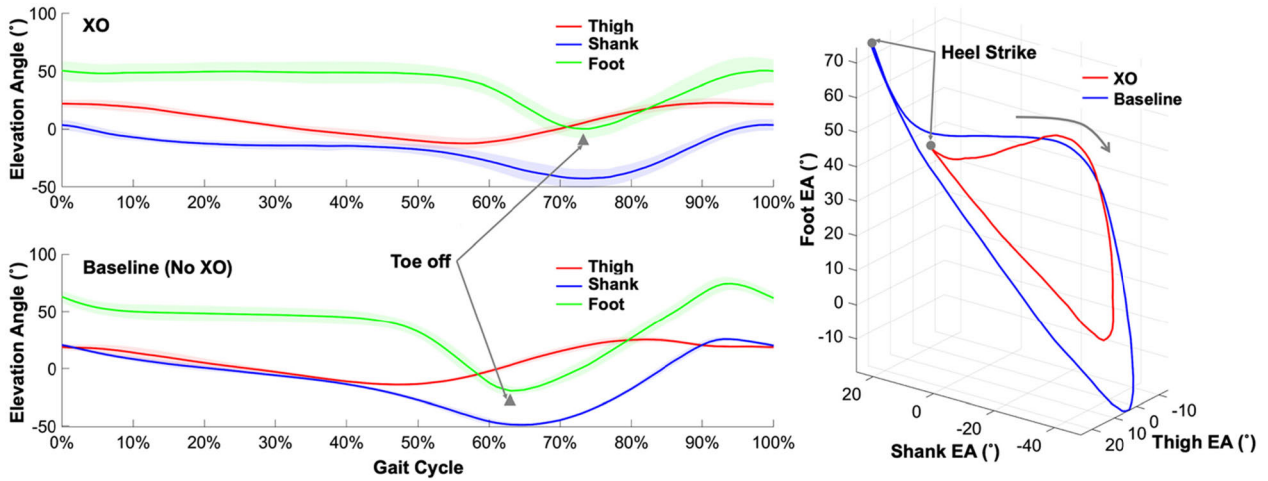 XO
Thigh
Shank
Foot
Elevation Angle (˚)
100
50
0
-50
0% 10% 20% 30% 40% 50% 60% 70% 80% 90% 100%
Toe off
Baseline (No XO)
Thigh
Shank
Foot
Elevation Angle (˚)
100
50
0
-50
0% 10% 20% 30% 40% 50% 60% 70% 80% 90% 100%
Gait Cycle
Heel Strike
XO
Baseline
Foot EA (˚)
70
60
50
40
30
20
10
0
-10
20 0 -20 -40
Shank EA (˚)
20 10 0 -10
Thigh EA (˚)